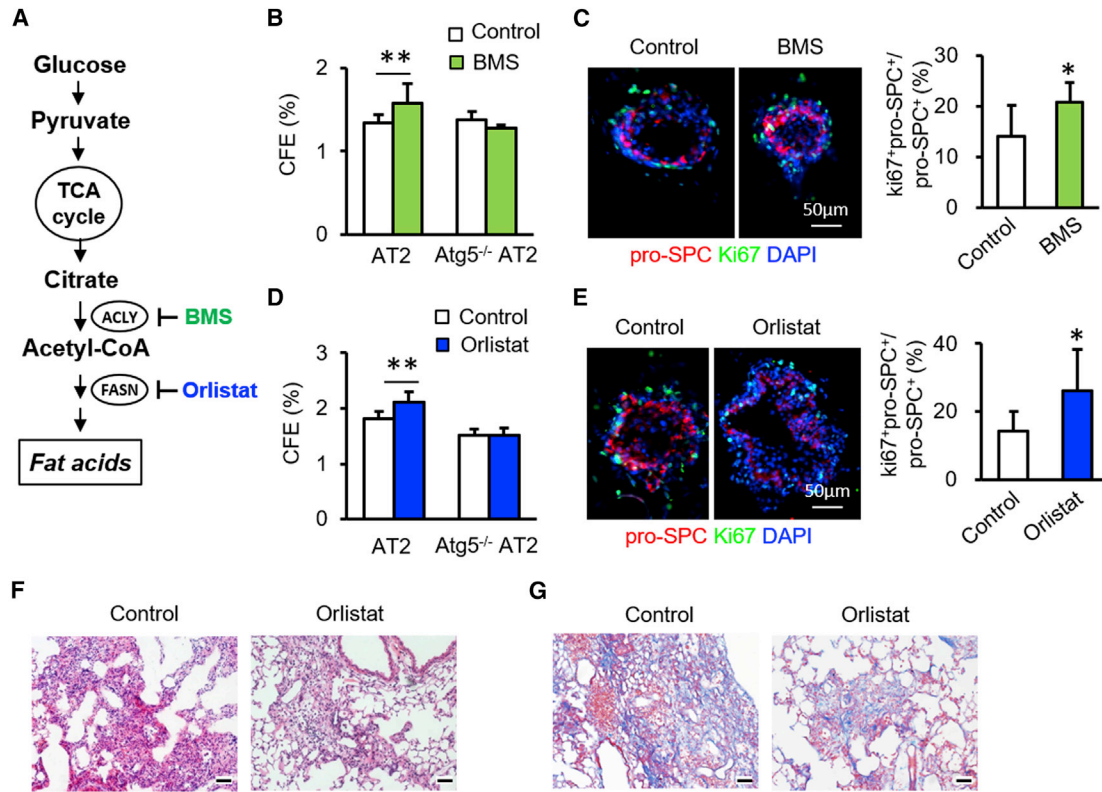 A
Glucose
Pyruvate
TCA
cycle
Citrate
ACLY
BMS
Acetyl-CoA
FASN
Orlistat
Fat acids
B
Control
BMS
CFE (%)
2
1
0
**
AT2
Atg5-/- AT2
C
Control
BMS
50μm
pro-SPC Ki67 DAPI
ki67+pro-SPC+/
pro-SPC+ (%)
30
20
10
0
*
Control
BMS
D
Control
Orlistat
CFE (%)
3
2
1
0
**
AT2
Atg5-/- AT2
E
Control
Orlistat
50μm
pro-SPC Ki67 DAPI
ki67+pro-SPC+/
pro-SPC+ (%)
40
20
0
*
Control
Orlistat
F
Control
Orlistat
G
Control
Orlistat